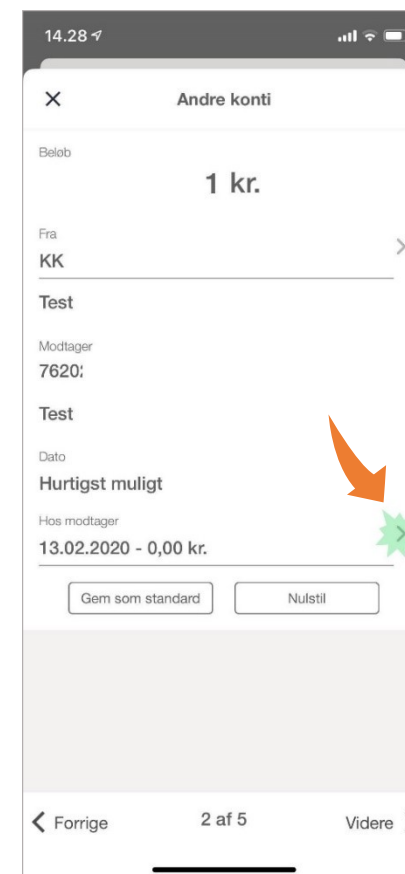 14.28
Andre konti
Beløb
1 kr.
Fra
KK
Test
Modtager
7620
Test
Dato
Hurtigst muligt
Hos modtager
13.02.2020 - 0,00 kr.
Gem som standard
Nulstil
Forrige
2 af 5
Videre